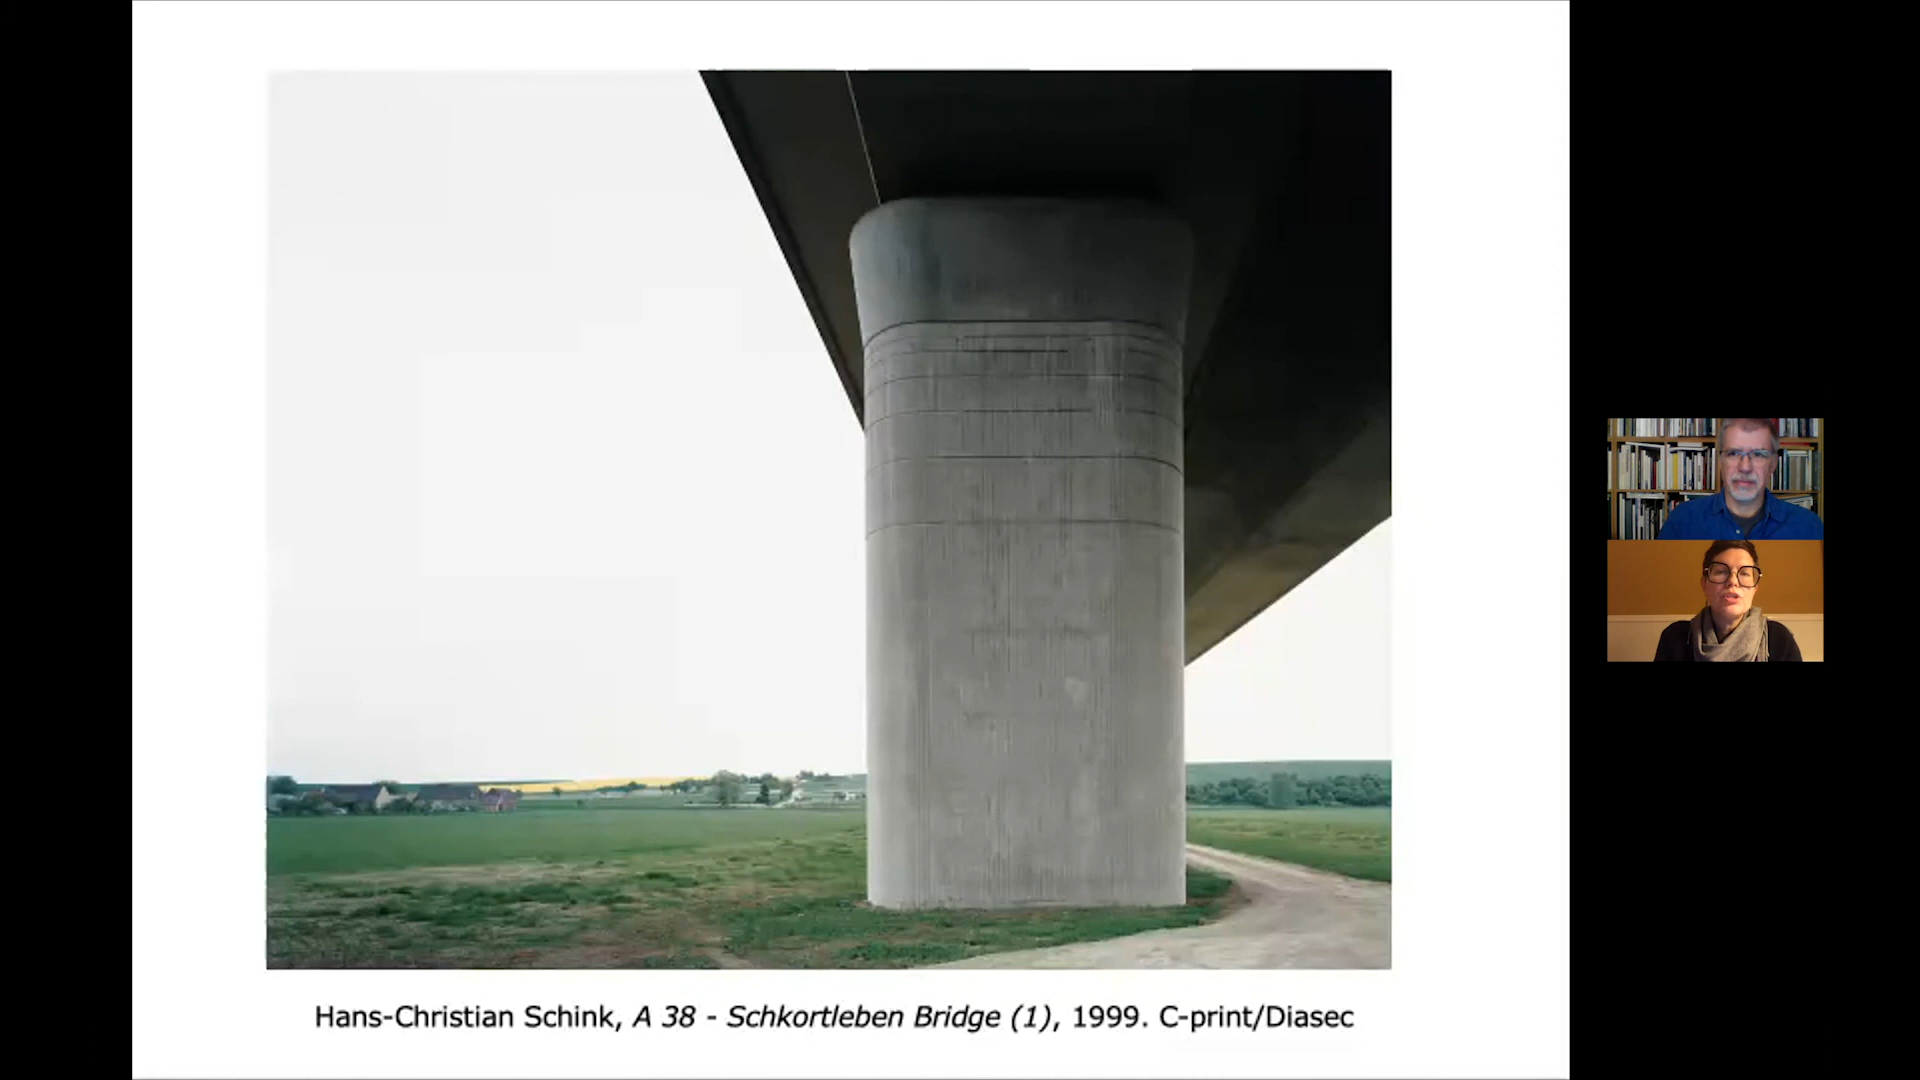 Hans-Christian Schink, A 38 - Schkortleben Bridge (1), 1999. C-print/Diasec